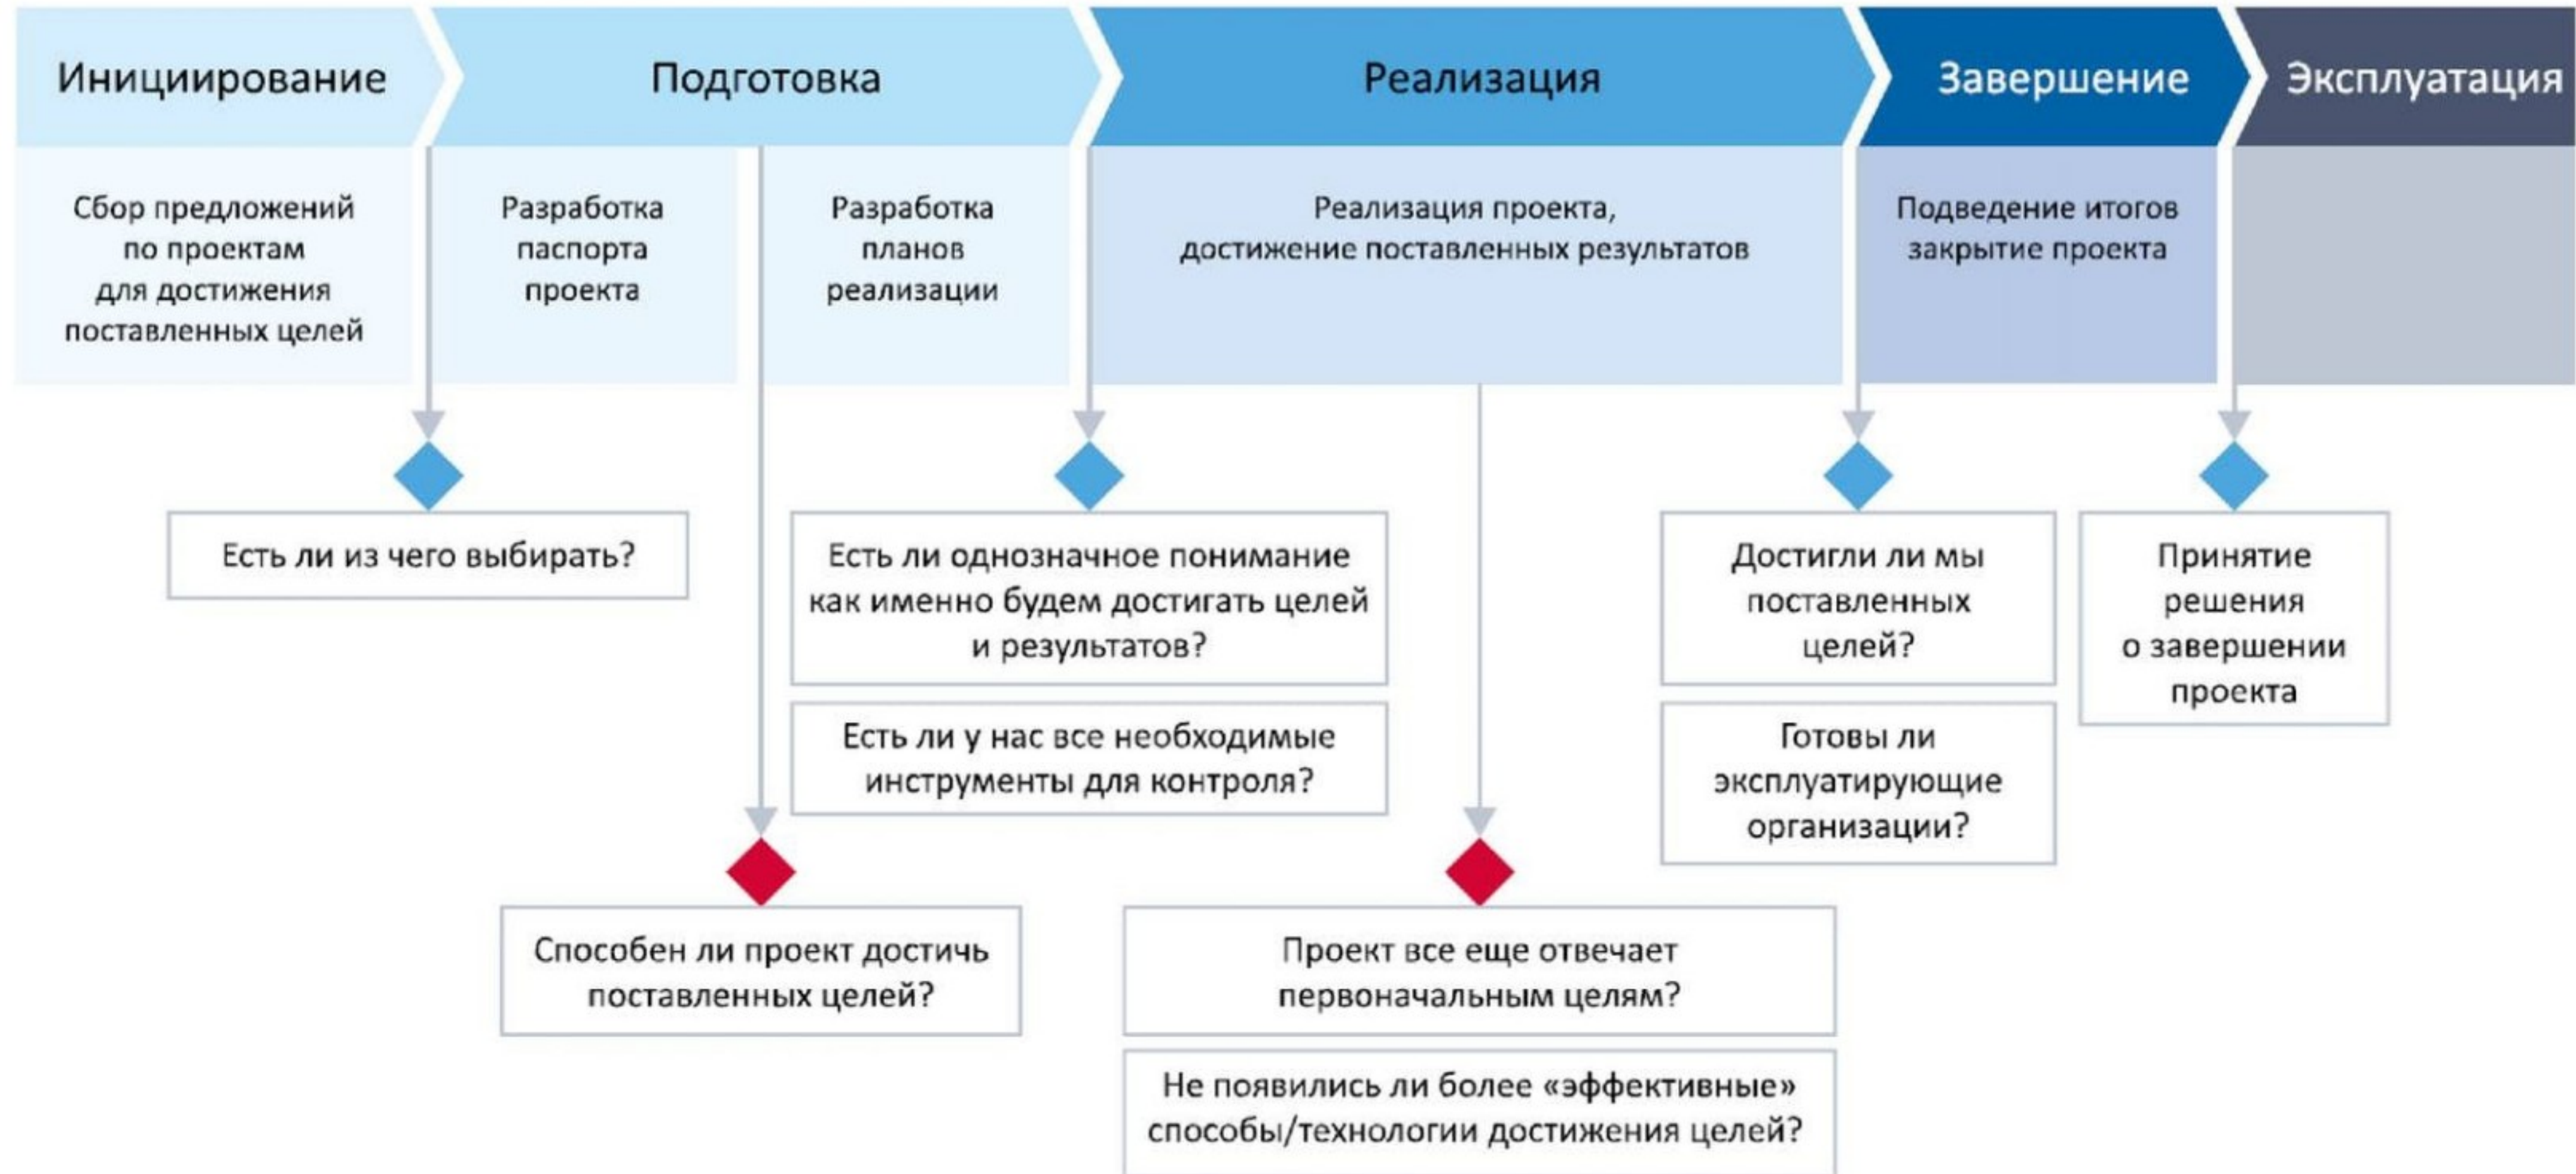 Инициирование
Подготовка
Реализация
Завершение
Эксплуатация
Сбор предложений
по проектам
для достижения
поставленных целей
Разработка
паспорта
проекта
Разработка
планов
реализации
Реализация проекта,
достижение поставленных результатов
Подведение итогов
закрытие проекта
Есть ли из чего выбирать?
Есть ли однозначное понимание
как именно будем достигать целей
и результатов?
Есть ли у нас все необходимые
инструменты для контроля?
Достигли ли мы
поставленных
целей?
Готовы ли
эксплуатирующие
организации?
Принятие
решения
о завершении
проекта
Способен ли проект достичь
поставленных целей?
Проект все еще отвечает
первоначальным целям?
Не появились ли более «эффективные»
способы/технологии достижения целей?